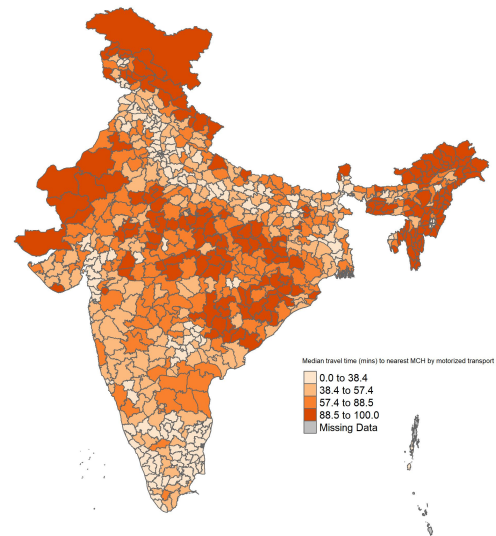 Median travel time (mins) to nearest MCH by motorized transport
0.0 to 38.4
38.4 to 57.4
57.4 to 88.5
88.5 to 100.0
Missing Data